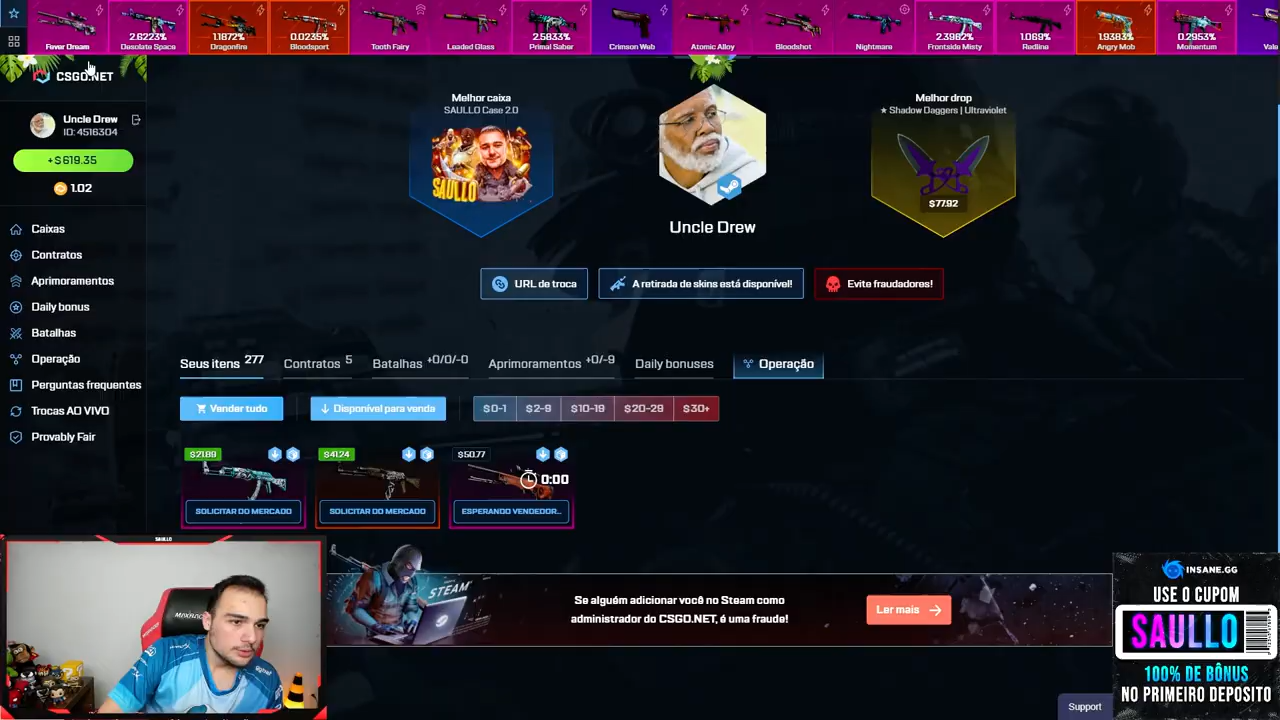 2.6223%
1.1872%
0.0235%
2.5833%
2.3982%
1.069%
1.9393%
0.2953%
Fever Dream
Desolate Space
Dragonfire
Bloodsport
Tooth Fairy
Leaded Glass
Primal Saber
Crimson Web
Atomic Alloy
Bloodshot
Nightmare
Frontside Misty
Redline
Angry Mob
Momentum
CSGO.NET
Uncle Drew
ID: 4516304
+$619.35
1.02
Caixas
Contratos
Aprimoramentos
Daily bonus
Batalhas
Operação
Perguntas frequentes
Trocas AO VIVO
Provably Fair
Melhor caixa
SAULLO Case 2.0
SAULLO
Uncle Drew
Melhor drop
★ Shadow Daggers | Ultraviolet
$77.92
URL de troca
A retirada de skins está disponível!
Evite fraudadores!
Seus itens 277
Contratos 5
Batalhas +0/0/-0
Aprimoramentos +0/-9
Daily bonuses
Operação
Vender tudo
Disponível para venda
$0-1
$2-9
$10-19
$20-29
$30+
$21.89
SOLICITAR DO MERCADO
$41.24
SOLICITAR DO MERCADO
$50.77
0:00
ESPERANDO VENDEDOR...
STEAM
Se alguém adicionar você no Steam como
administrador do CSGO.NET, é uma fraude!
Ler mais
SAULLO
INSANE.GG
USE O CUPOM
SAULLO
100% DE BÔNUS
NO PRIMEIRO DEPOSITO
Support